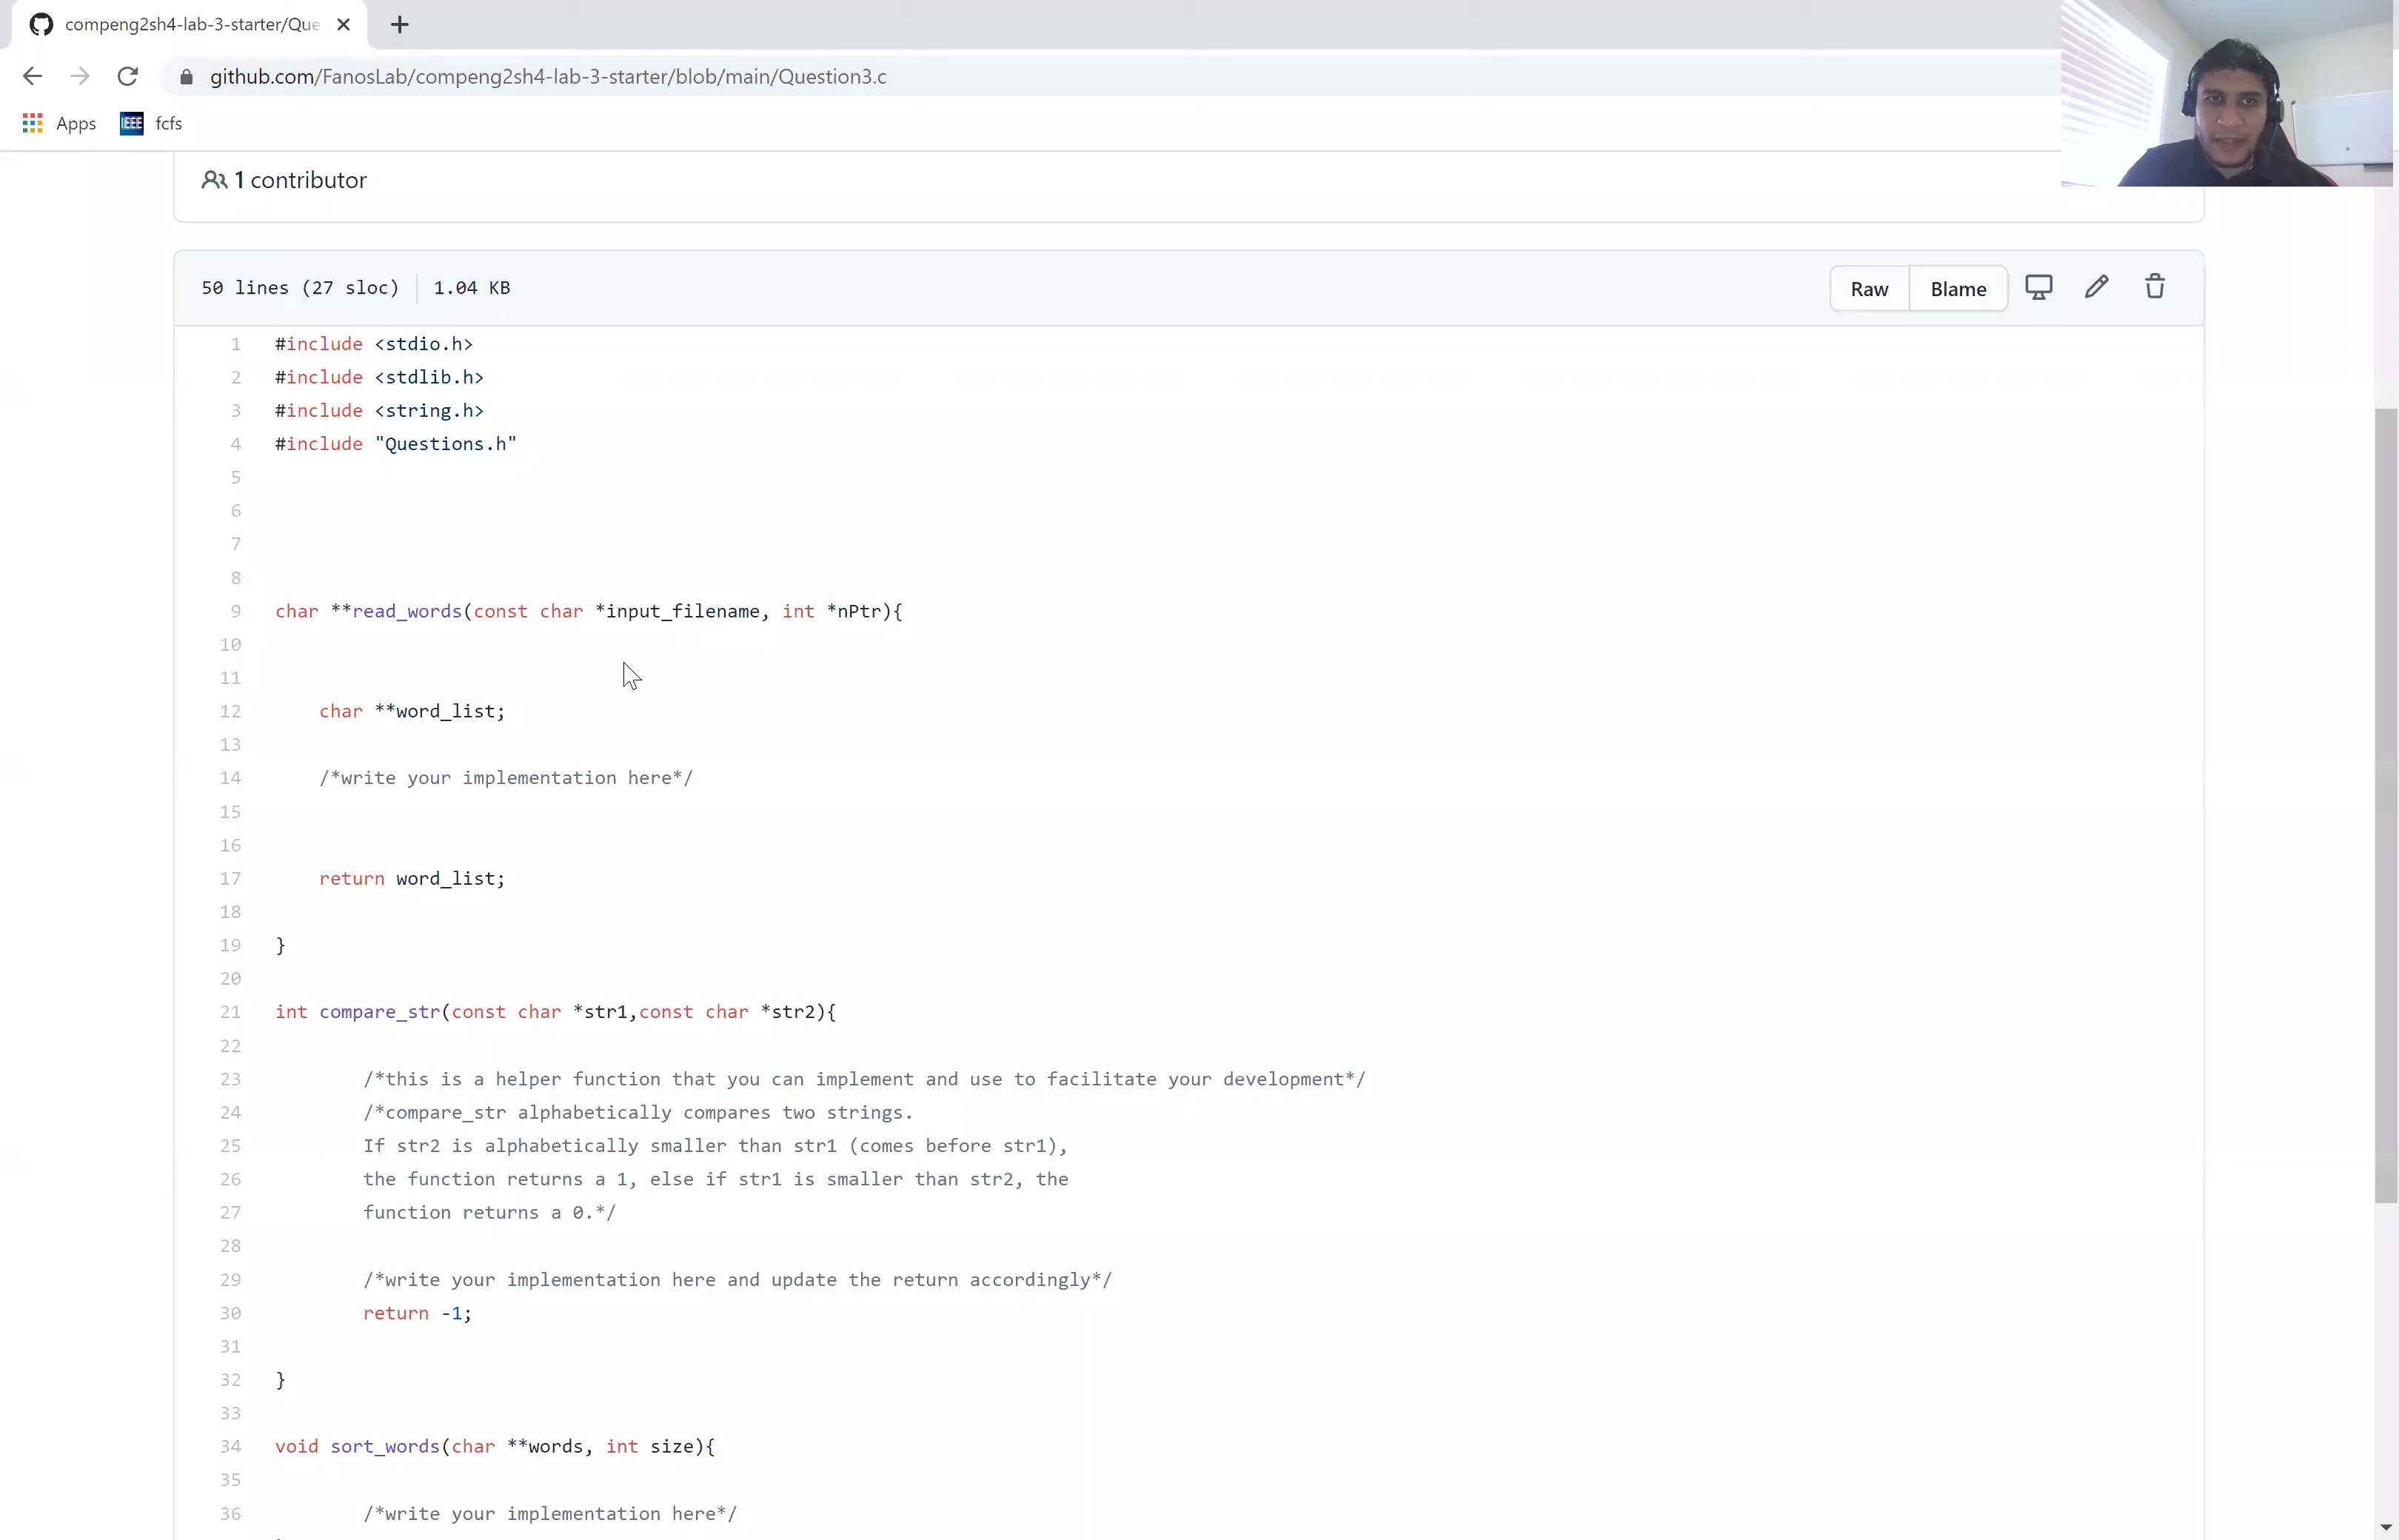 compeng2sh4-lab-3-starter/Que
github.com/FanosLab/compeng2sh4-lab-3-starter/blob/main/Question3.c
Apps IEEE fcfs
1 contributor
50 lines (27 sloc) 1.04 KB Raw Blame
1 #include <stdio.h>
2 #include <stdlib.h>
3 #include <string.h>
4 #include "Questions.h"
5
6
7
8
9 char **read_words(const char *input_filename, int *nPtr){
10
11
12 char **word_list;
13
14 /*write your implementation here*/
15
16
17 return word_list;
18
19 }
20
21 int compare_str(const char *str1,const char *str2){
22
23 /*this is a helper function that you can implement and use to facilitate your development*/
24 /*compare_str alphabetically compares two strings.
25 If str2 is alphabetically smaller than str1 (comes before str1),
26 the function returns a 1, else if str1 is smaller than str2, the
27 function returns a 0.*/
28
29 /*write your implementation here and update the return accordingly*/
30 return -1;
31
32 }
33
34 void sort_words(char **words, int size){
35
36 /*write your implementation here*/